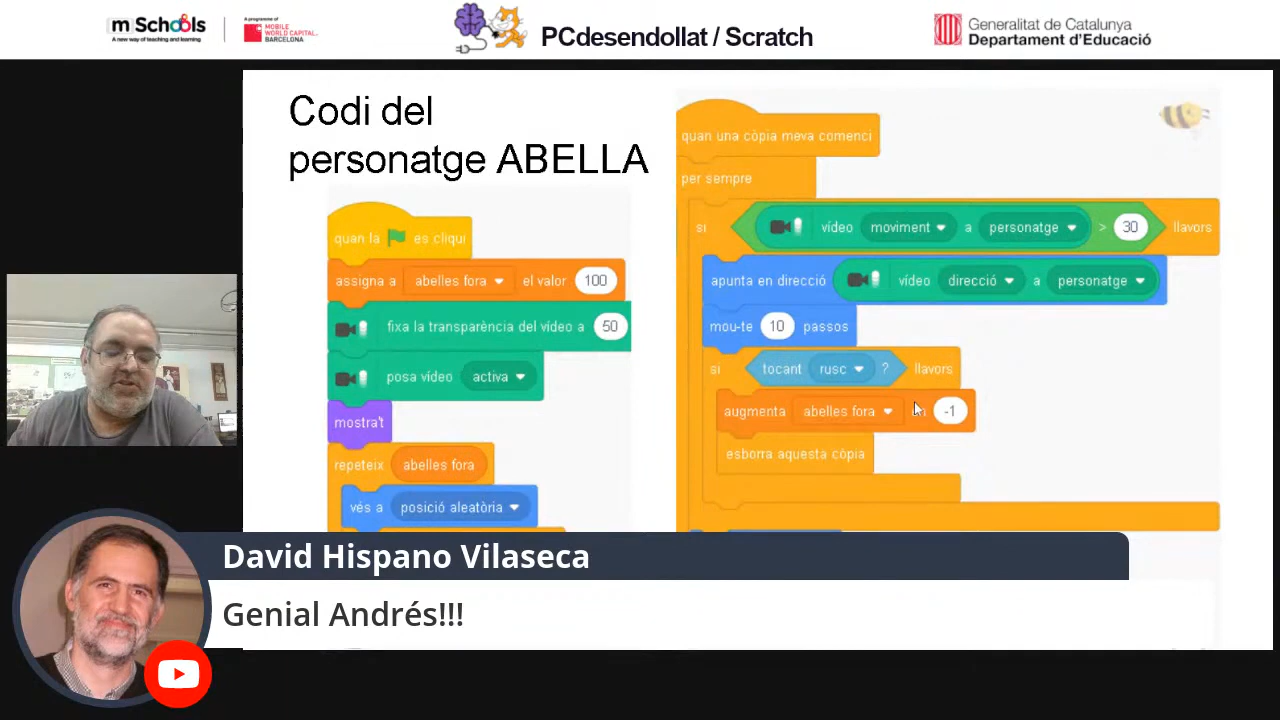 mSchools
A new way of teaching and learning
A programme of
MOBILE
WORLD CAPITAL
BARCELONA
PCdesendollat / Scratch
Generalitat de Catalunya
Departament d'Educació
Codi del
personatge ABELLA
quan la es cliqui
assigna a abelles fora el valor 100
fixa la transparència del vídeo a 50
posa vídeo activa
mostra't
repeteix abelles fora
vés a posició aleatòria
quan una còpia meva comenci
per sempre
si vídeo moviment a personatge > 30 llavors
apunta en direcció vídeo direcció a personatge
mou-te 10 passos
si tocant rusc ? llavors
augmenta abelles fora -1
esborra aquesta còpia
David Hispano Vilaseca
Genial Andrés!!!